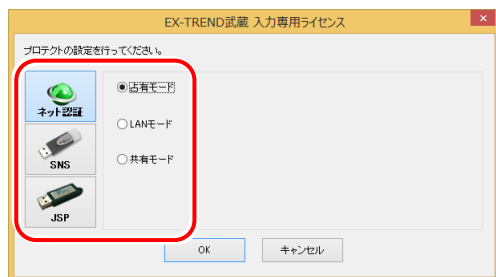 EX-TREND武蔵 入力専用ライセンス
×
プロテクトの設定を行ってください。
ネット認証
SNS
JSP
占有モード
LANモード
共有モード
OK
キャンセル